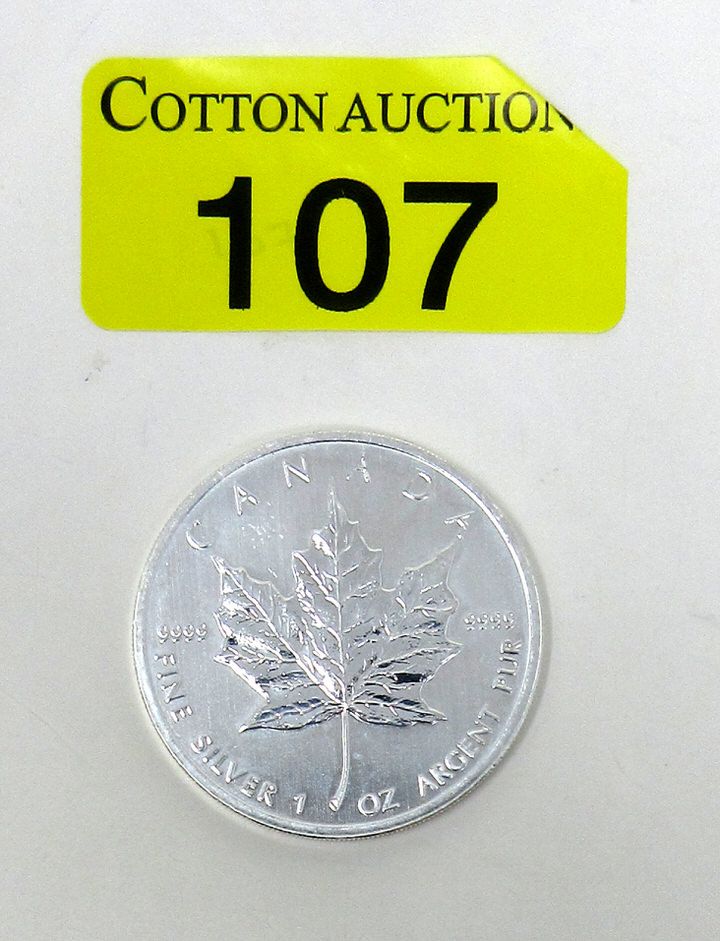 COTTON AUCTION
107
CANADA
9999 9999
FINE SILVER 1 OZ ARGENT PUR